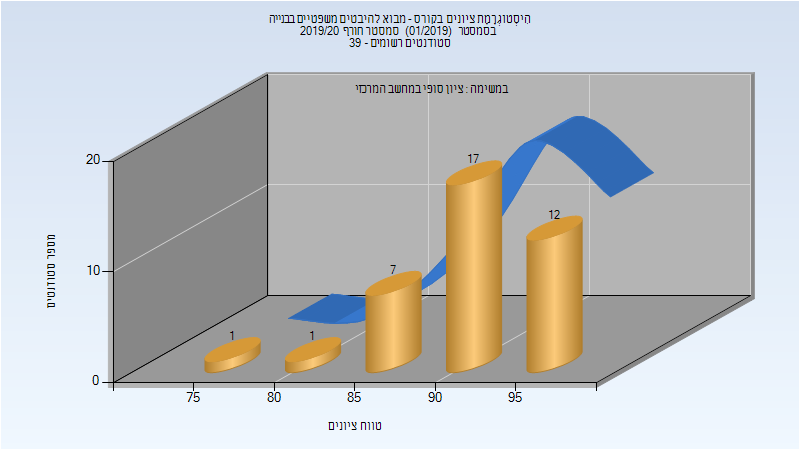 היסטוגרמת ציונים בקורס - מבוא להיבטים משפטיים בבנייה
בסמסטר (01/2019) סמסטר חורף 2019/20
סטודנטים רשומים - 39
במשימה : ציון סופי במחשב המרכזי
20
10
0
מספר סטודנטים
1
1
7
17
12
75
80
85
90
95
טווח ציונים